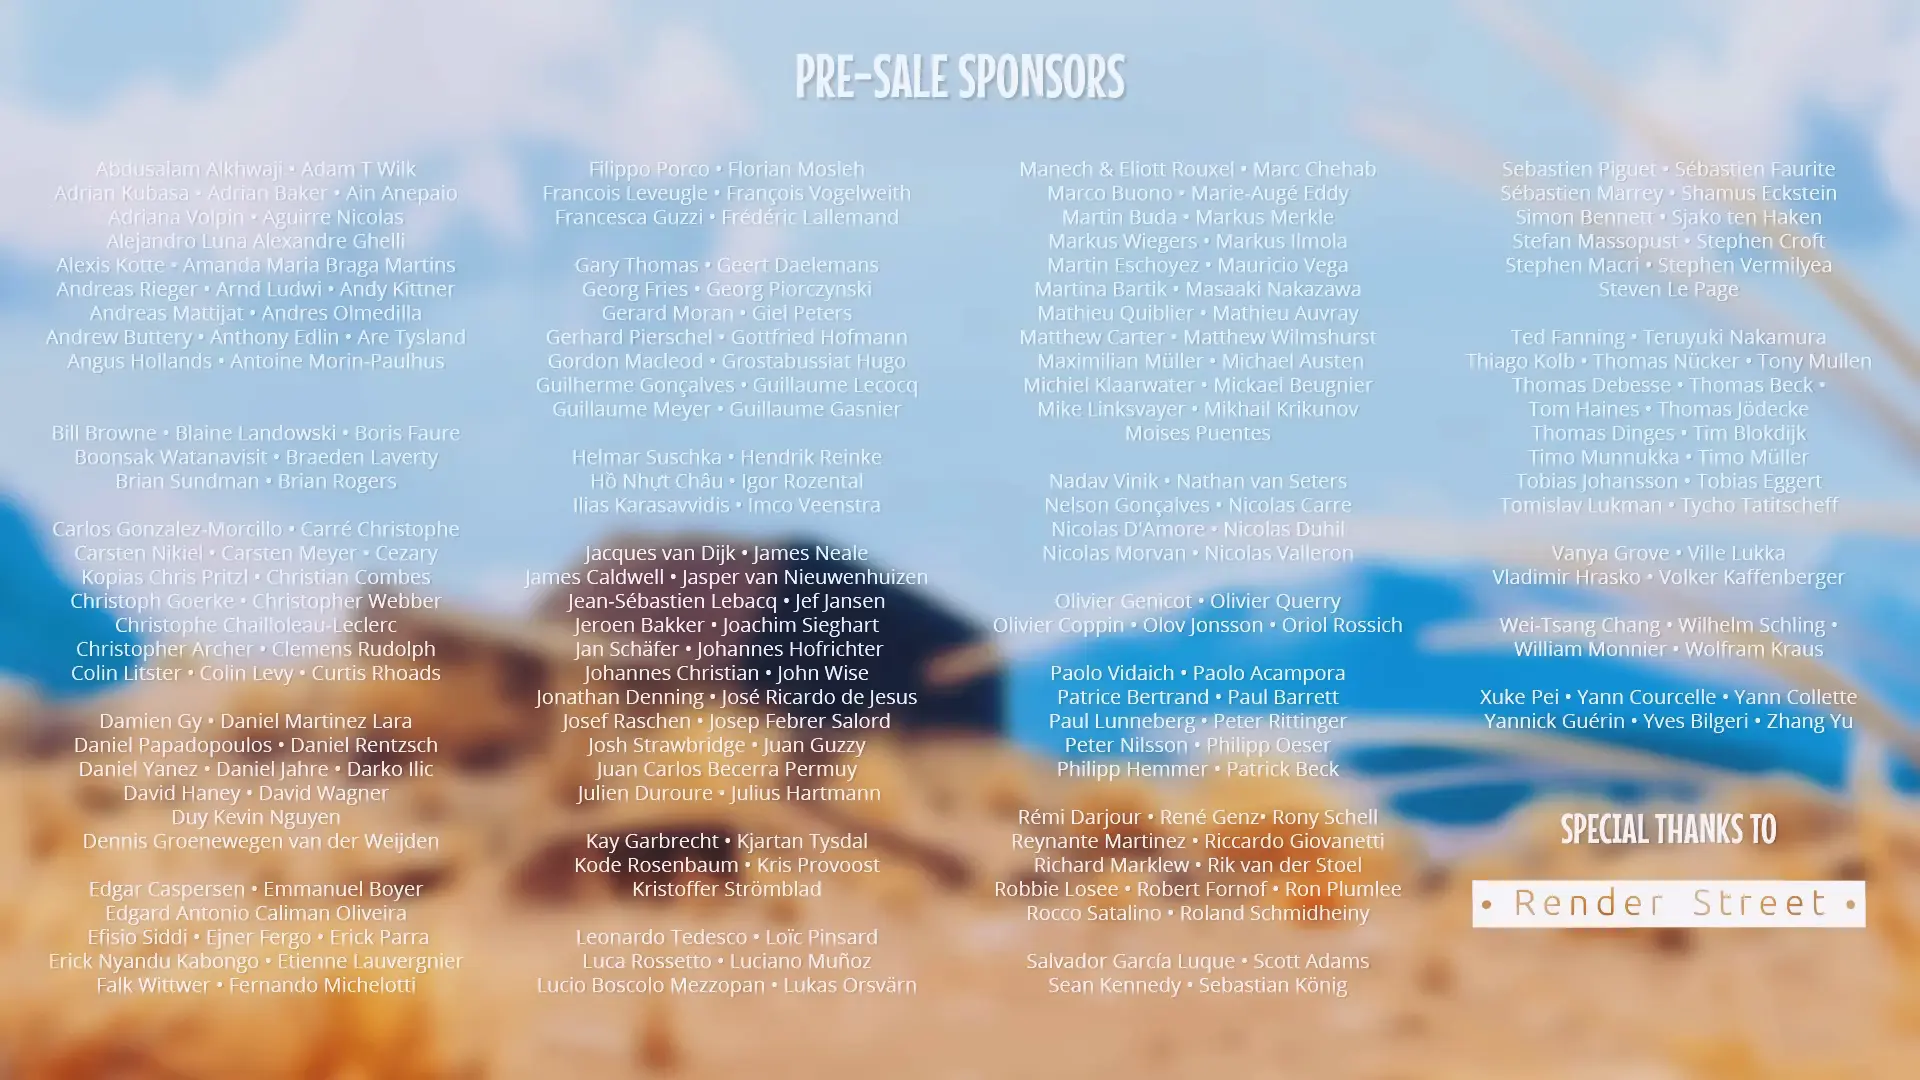 PRE-SALE SPONSORS
Abdusalam Alkhwaji • Adam T Wilk
Adrian Kubasa • Adrian Baker • Ain Anepaio
Adriana Volpin • Aguirre Nicolas
Alejandro Luna Alexandre Ghelli
Alexis Kotte • Amanda Maria Braga Martins
Andreas Rieger • Arnd Ludwi • Andy Kittner
Andreas Mattijat • Andres Olmedilla
Andrew Buttery • Anthony Edlin • Are Tysland
Angus Hollands • Antoine Morin-Paulhus
Bill Browne • Blaine Landowski • Boris Faure
Boonsak Watanavisit • Braeden Laverty
Brian Sundman • Brian Rogers
Carlos Gonzalez-Morcillo • Carré Christophe
Carsten Nikiel • Carsten Meyer • Cezary
Kopias Chris Pritzl • Christian Combes
Christoph Goerke • Christopher Webber
Christophe Chailloleau-Leclerc
Christopher Archer • Clemens Rudolph
Colin Litster • Colin Levy • Curtis Rhoads
Damien Gy • Daniel Martinez Lara
Daniel Papadopoulos • Daniel Rentzsch
Daniel Yanez • Daniel Jahre • Darko Ilic
David Haney • David Wagner
Duy Kevin Nguyen
Dennis Groenewegen van der Weijden
Edgar Caspersen • Emmanuel Boyer
Edgard Antonio Caliman Oliveira
Efisio Siddi • Ejner Fergo • Erick Parra
Erick Nyandu Kabongo • Etienne Lauvergnier
Falk Wittwer • Fernando Michelotti
Filippo Porco • Florian Mosleh
Francois Leveugle • François Vogelweith
Francesca Guzzi • Frédéric Lallemand
Gary Thomas • Geert Daelemans
Georg Fries • Georg Piorczynski
Gerard Moran • Giel Peters
Gerhard Pierschel • Gottfried Hofmann
Gordon Macleod • Grostabussiat Hugo
Guilherme Gonçalves • Guillaume Lecocq
Guillaume Meyer • Guillaume Gasnier
Helmar Suschka • Hendrik Reinke
Hồ Nhựt Châu • Igor Rozental
Ilias Karasavvidis • Imco Veenstra
Jacques van Dijk • James Neale
James Caldwell • Jasper van Nieuwenhuizen
Jean-Sébastien Lebacq • Jef Jansen
Jeroen Bakker • Joachim Sieghart
Jan Schäfer • Johannes Hofrichter
Johannes Christian • John Wise
Jonathan Denning • José Ricardo de Jesus
Josef Raschen • Josep Febrer Salord
Josh Strawbridge • Juan Guzzy
Juan Carlos Becerra Permuy
Julien Duroure • Julius Hartmann
Kay Garbrecht • Kjartan Tysdal
Kode Rosenbaum • Kris Provoost
Kristoffer Strömblad
Leonardo Tedesco • Loïc Pinsard
Luca Rossetto • Luciano Muñoz
Lucio Boscolo Mezzopan • Lukas Orsvärn
Manech & Eliott Rouxel • Marc Chehab
Marco Buono • Marie-Augé Eddy
Martin Buda • Markus Merkle
Markus Wiegers • Markus Ilmola
Martin Eschoyez • Mauricio Vega
Martina Bartik • Masaaki Nakazawa
Mathieu Quiblier • Mathieu Auvray
Matthew Carter • Matthew Wilmshurst
Maximilian Müller • Michael Austen
Michiel Klaarwater • Mickael Beugnier
Mike Linksvayer • Mikhail Krikunov
Moises Puentes
Nadav Vinik • Nathan van Seters
Nelson Gonçalves • Nicolas Carre
Nicolas D'Amore • Nicolas Duhil
Nicolas Morvan • Nicolas Valleron
Olivier Genicot • Olivier Querry
Olivier Coppin • Olov Jonsson • Oriol Rossich
Paolo Vidaich • Paolo Acampora
Patrice Bertrand • Paul Barrett
Paul Lunneberg • Peter Rittinger
Peter Nilsson • Philipp Oeser
Philipp Hemmer • Patrick Beck
Rémi Darjour • René Genz• Rony Schell
Reynante Martinez • Riccardo Giovanetti
Richard Marklew • Rik van der Stoel
Robbie Losee • Robert Fornof • Ron Plumlee
Rocco Satalino • Roland Schmidheiny
Salvador García Luque • Scott Adams
Sean Kennedy • Sebastian König
Sebastien Piguet • Sébastien Faurite
Sébastien Marrey • Shamus Eckstein
Simon Bennett • Sjako ten Haken
Stefan Massopust • Stephen Croft
Stephen Macri • Stephen Vermilyea
Steven Le Page
Ted Fanning • Teruyuki Nakamura
Thiago Kolb • Thomas Nücker • Tony Mullen
Thomas Debesse • Thomas Beck •
Tom Haines • Thomas Jödecke
Thomas Dinges • Tim Blokdijk
Timo Munnukka • Timo Müller
Tobias Johansson • Tobias Eggert
Tomislav Lukman • Tycho Tatitscheff
Vanya Grove • Ville Lukka
Vladimir Hrasko • Volker Kaffenberger
Wei-Tsang Chang • Wilhelm Schling •
William Monnier • Wolfram Kraus
Xuke Pei • Yann Courcelle • Yann Collette
Yannick Guérin • Yves Bilgeri • Zhang Yu
SPECIAL THANKS TO
• Render Street •